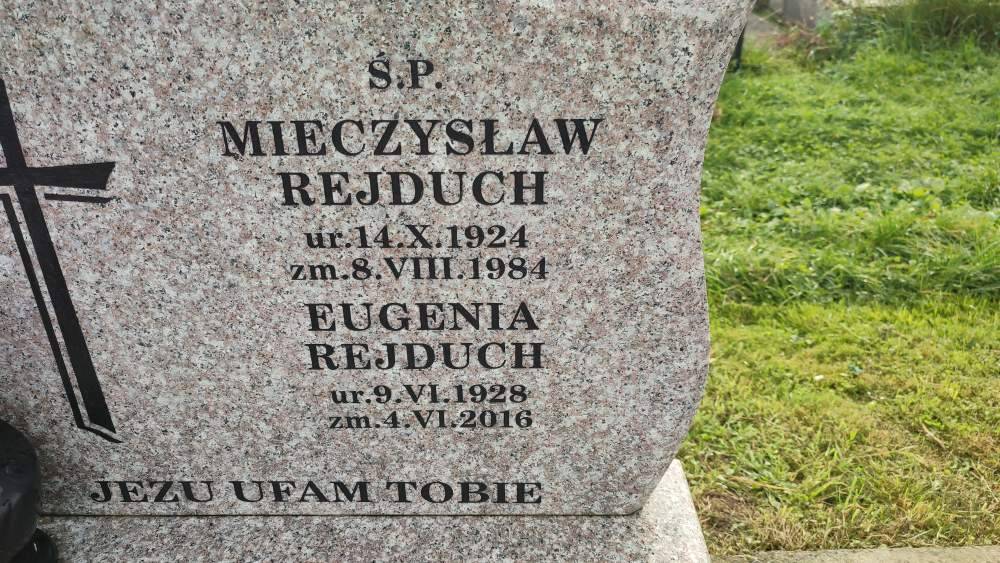 Ś.P.
MIECZYSŁAW
REJDUCH
ur.14.X.1924
zm.8.VIII.1984
EUGENIA
REJDUCH
ur.9.VI.1928
zm.4.VI.2016
JEZU UFAM TOBIE